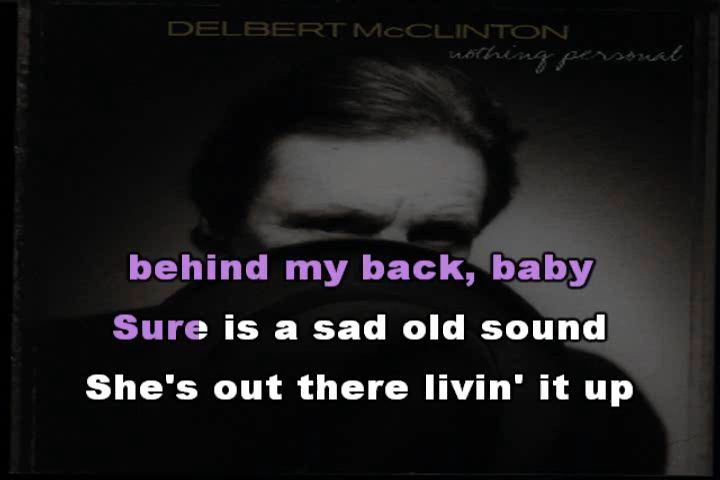 DELBERT McCLINTON
nothing personal
behind my back, baby
Sure is a sad old sound
She's out there livin' it up